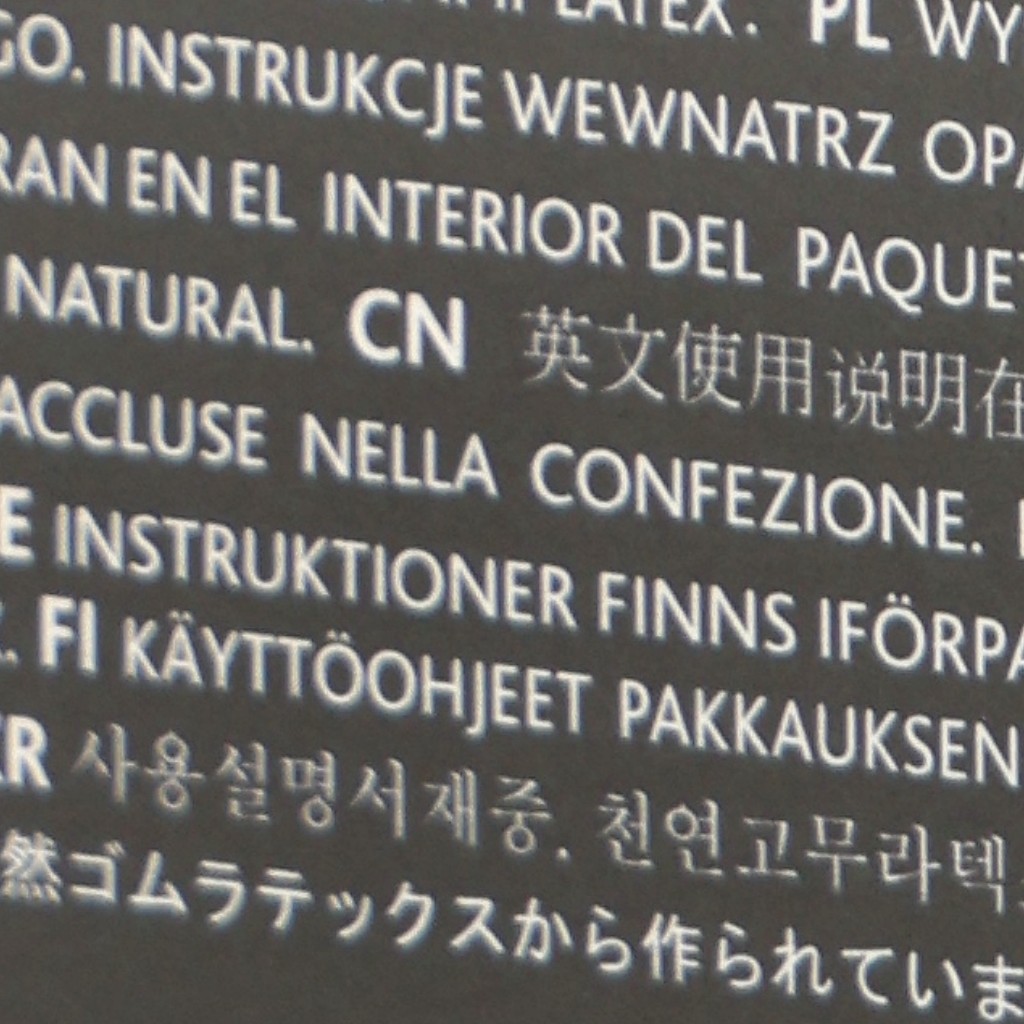 LATEX. PL WY
GO. INSTRUKCJE WEWNATRZ OPA
RAN EN EL INTERIOR DEL PAQUET
NATURAL. CN 英文使用说明在
ACCLUSE NELLA CONFEZIONE.
E INSTRUKTIONER FINNS IFÖRPA
. FI KÄYTTÖOHJEET PAKKAUKSEN
KR 사용설명서재중. 천연고무라텍
然ゴムラテックスから作られていま